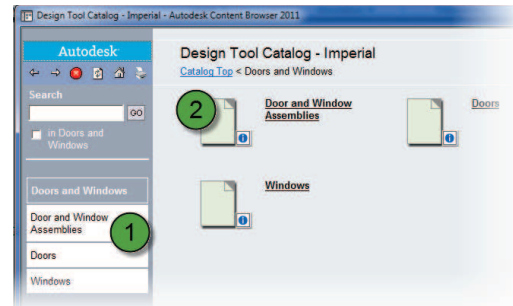 Design Tool Catalog - Imperial - Autodesk Content Browser 2011
Autodesk
Search
GO
in Doors and
Windows
Doors and Windows
Door and Window
Assemblies
1
Doors
Windows
Design Tool Catalog - Imperial
Catalog Top < Doors and Windows
2
Door and Window
Assemblies
Doors
Windows